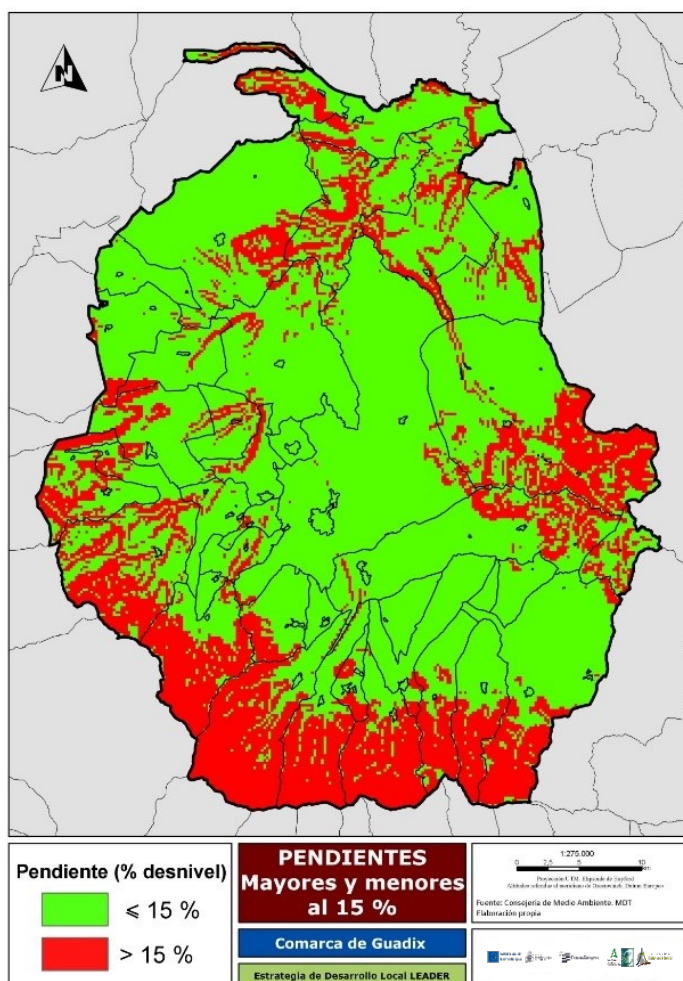 N
Pendiente (% desnivel)
≤ 15 %
> 15 %
PENDIENTES
Mayores y menores
al 15 %
Comarca de Guadix
Estrategia de Desarrollo Local LEADER
1:275.000
0 2,5 5 10
km
Fuente: Consejería de Medio Ambiente. MDT
Elaboración propia